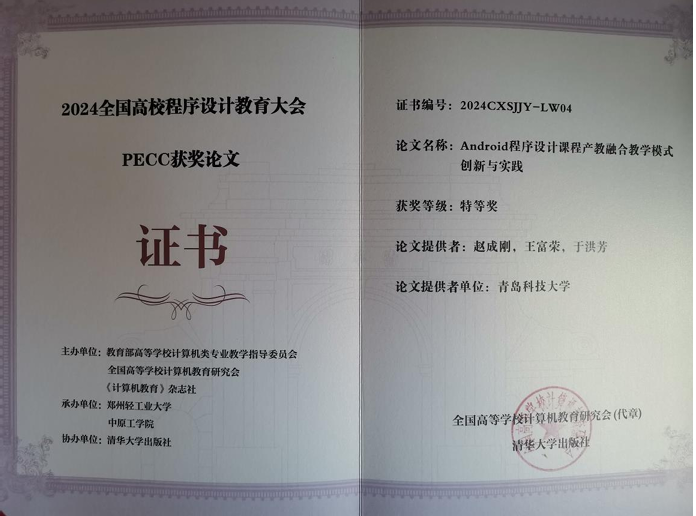 2024全国高校程序设计教育大会
PECC获奖论文
证书
主办单位：教育部高等学校计算机类专业教学指导委员会
全国高等学校计算机教育研究会
《计算机教育》杂志社
承办单位：郑州轻工业大学
中原工学院
协办单位：清华大学出版社
证书编号：2024CXSJJY-LW04
论文名称：Android程序设计课程产教融合教学模式
创新与实践
获奖等级：特等奖
论文提供者：赵成刚，王富荣，于洪芳
论文提供者单位：青岛科技大学
全国高等学校计算机教育研究会(代章)
清华大学出版社